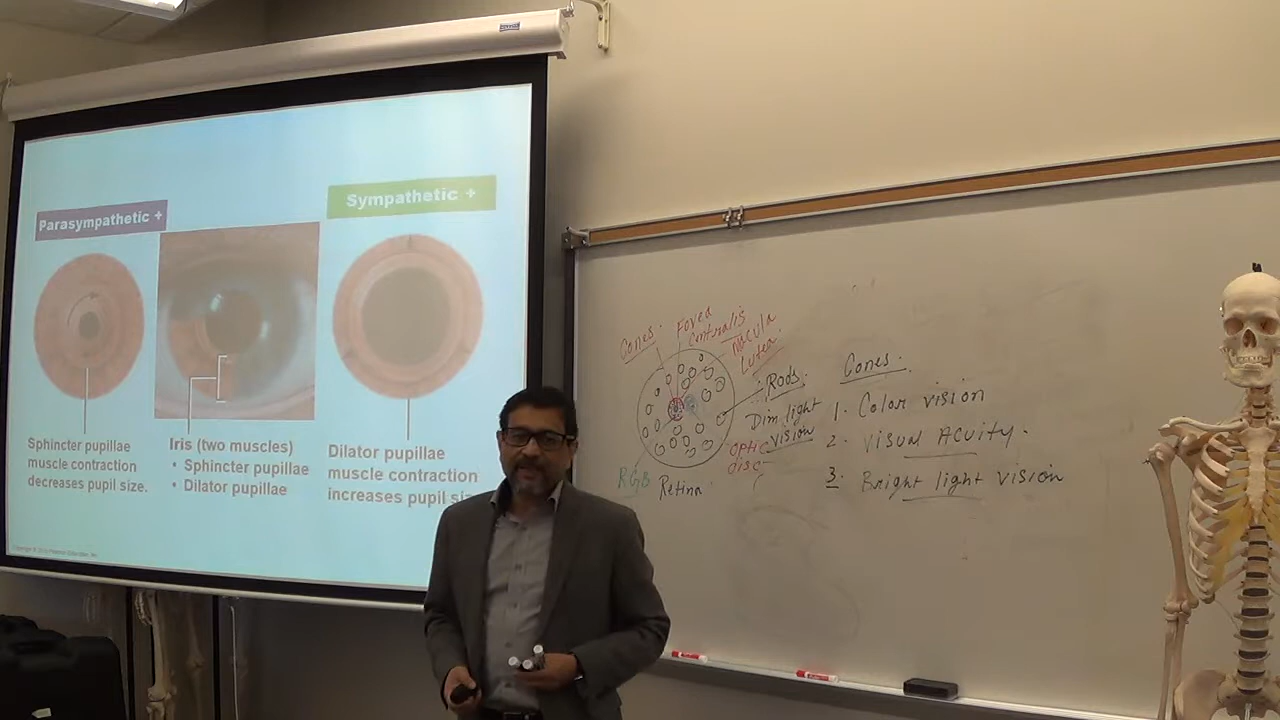 Parasympathetic +
Sympathetic +
Sphincter pupillae
muscle contraction
decreases pupil size.
Iris (two muscles)
• Sphincter pupillae
• Dilator pupillae
Dilator pupillae
muscle contraction
increases pupil
Cones.
Fovea
Centralis
Macula
Lutea
Rods
Dim light
vision
Optic
disc
RGB
Retina
Cones.
1. Color vision
2. Visual Acuity.
3. Bright light vision